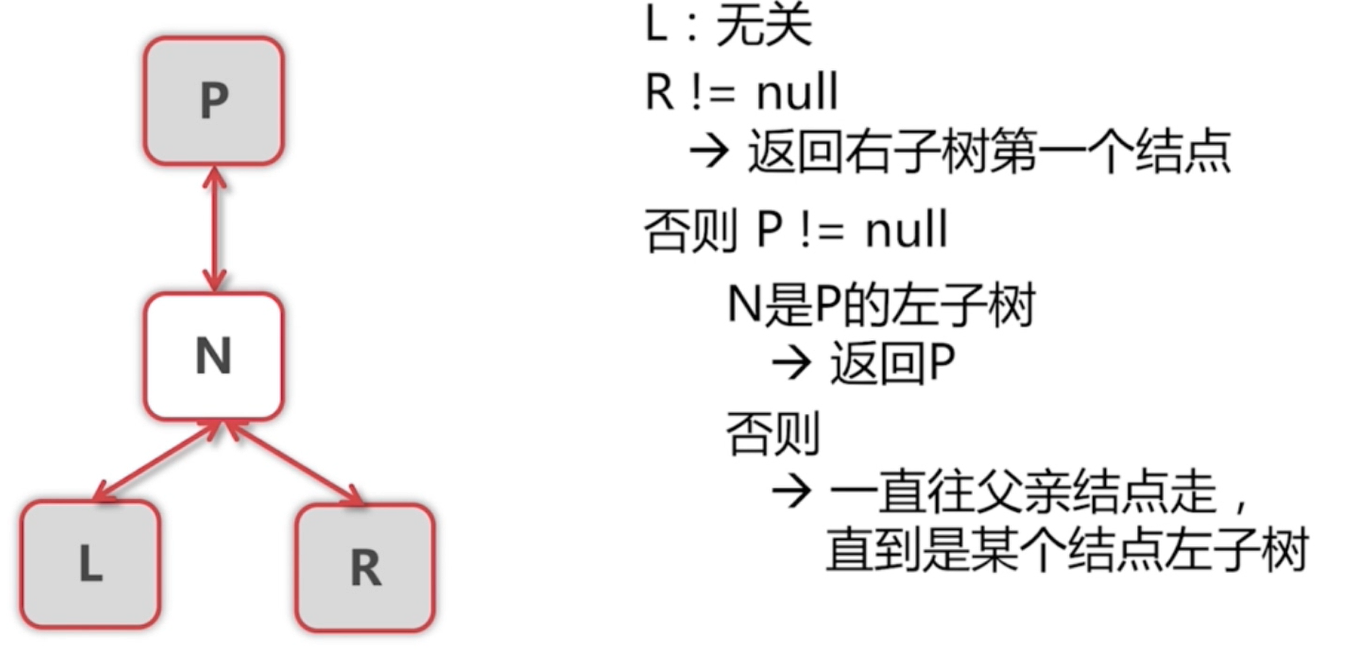 P
N
L
R
L：无关
R != null
→ 返回右子树第一个结点
否则 P != null
N是P的左子树
→ 返回P
否则
→ 一直往父亲结点走，
直到是某个结点左子树